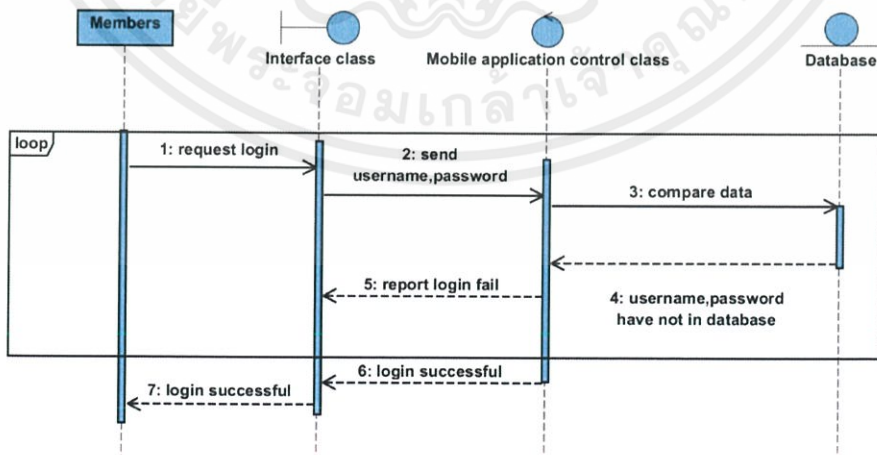 Members
Interface class
Mobile application control class
Database
loop
1: request login
2: send
username,password
3: compare data
4: username,password
have not in database
5: report login fail
6: login successful
7: login successful